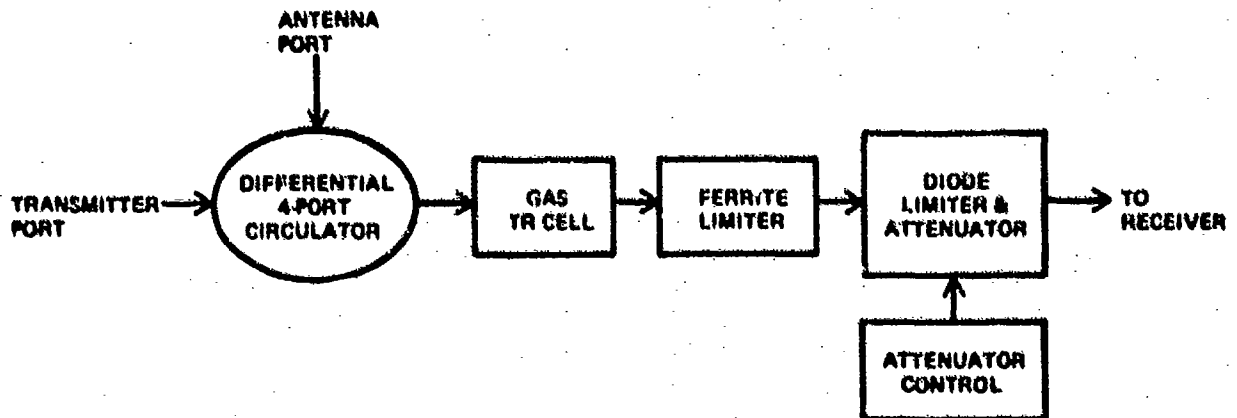 ANTENNA
PORT
TRANSMITTER
PORT
DIFFERENTIAL
4-PORT
CIRCULATOR
GAS
TR CELL
FERRITE
LIMITER
DIODE
LIMITER &
ATTENUATOR
TO
RECEIVER
ATTENUATOR
CONTROL